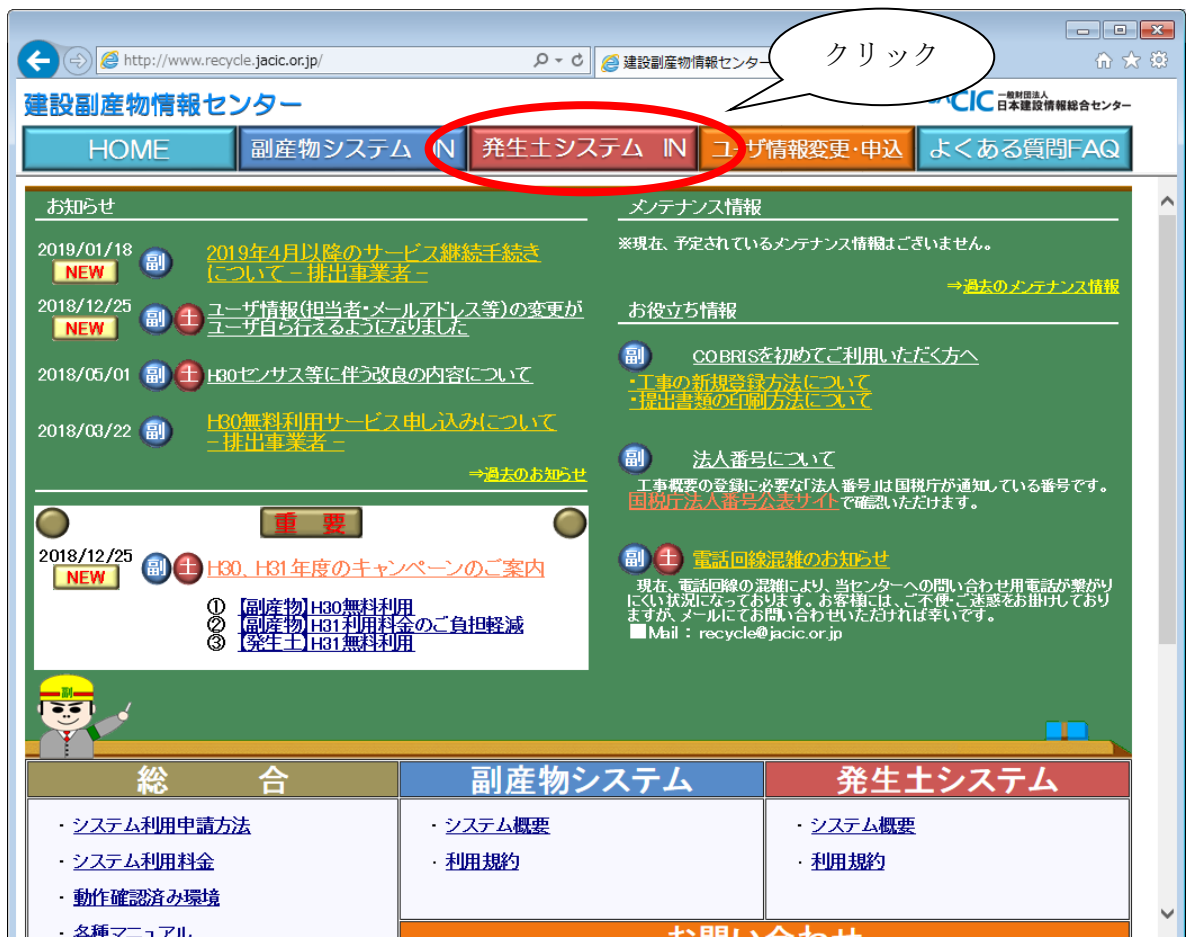 クリック
http://www.recycle.jacic.or.jp/
建設副産物情報センター
建設副産物情報センター
CIC 一般財団法人
日本建設情報総合センター
HOME
副産物システム IN
発生土システム IN
ユーザ情報変更・申込
よくある質問FAQ
お知らせ
2019/01/18
NEW
副
2019年4月以降のサービス継続手続き
について－排出事業者－
2018/12/25
NEW
副 土
ユーザ情報(担当者・メールアドレス等)の変更が
ユーザ自ら行えるようになりました
2018/05/01 副 土 H30センサス等に伴う改良の内容について
2018/03/22 副
H30無料利用サービス申し込みについて
－排出事業者－
⇒過去のお知らせ
重 要
2018/12/25
NEW
副 土 H30、H31年度のキャンペーンのご案内
① 【副産物】H30無料利用
② 【副産物】H31利用料金のご負担軽減
③ 【発生土】H31無料利用
メンテナンス情報
※現在、予定されているメンテナンス情報はございません。
⇒過去のメンテナンス情報
お役立ち情報
副 COBRISを初めてご利用いただく方へ
・工事の新規登録方法について
・提出書類の印刷方法について
副 法人番号について
工事概要の登録に必要な「法人番号」は国税庁が通知している番号です。
国税庁法人番号公表サイトで確認いただけます。
副 土 電話回線混雑のお知らせ
現在、電話回線の混雑により、当センターへの問い合わせ用電話が繋がり
にくい状況になっております。お客様には、ご不便・ご迷惑をお掛けしており
ますが、メールにてお問い合わせいただければ幸いです。
■Mail：recycle@jacic.or.jp
副
総 合
・システム利用申請方法
・システム利用料金
・動作確認済み環境
・各種マニュアル
副産物システム
・システム概要
・利用規約
発生土システム
・システム概要
・利用規約
お問い合わせ